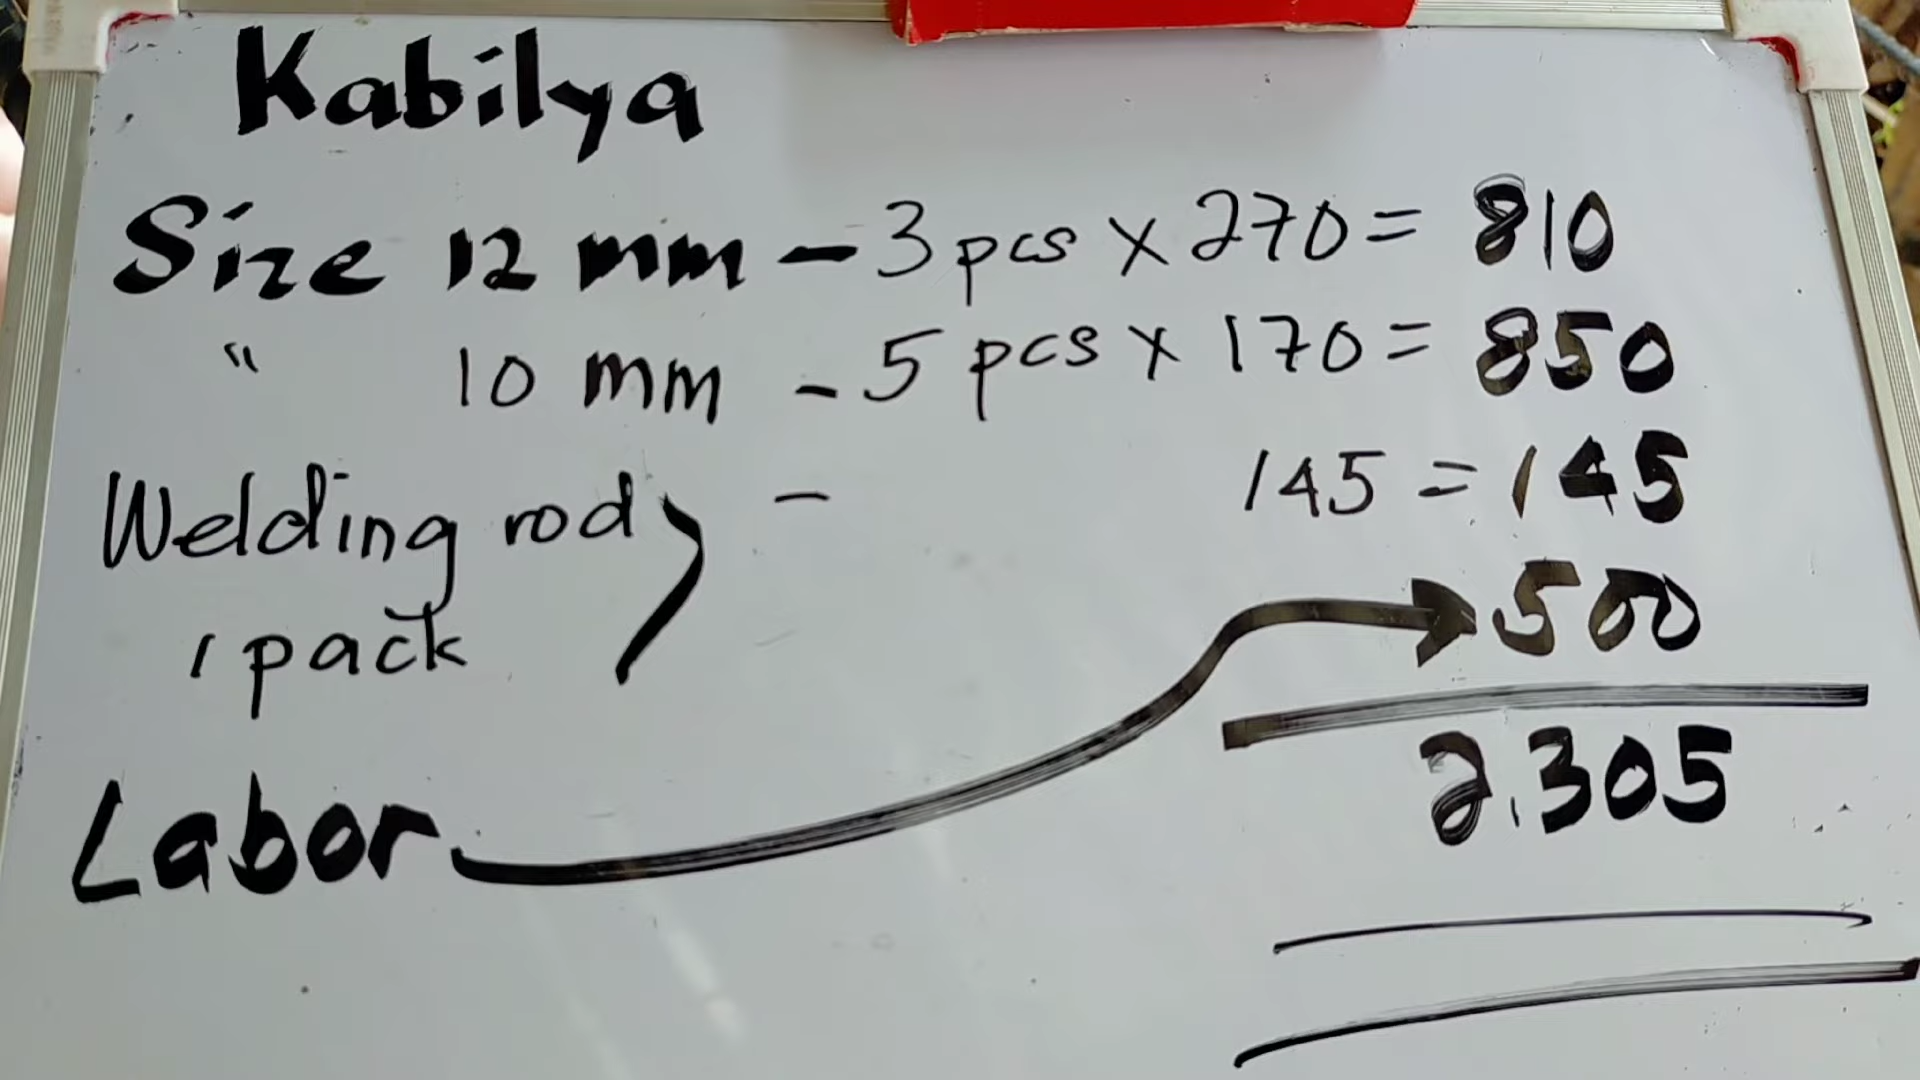 Kabilya
Size 12 mm - 3 pcs x 270 = 810
" 10 mm - 5 pcs x 170 = 850
Welding rod - 145 = 145
1 pack
500
Labor
2.305